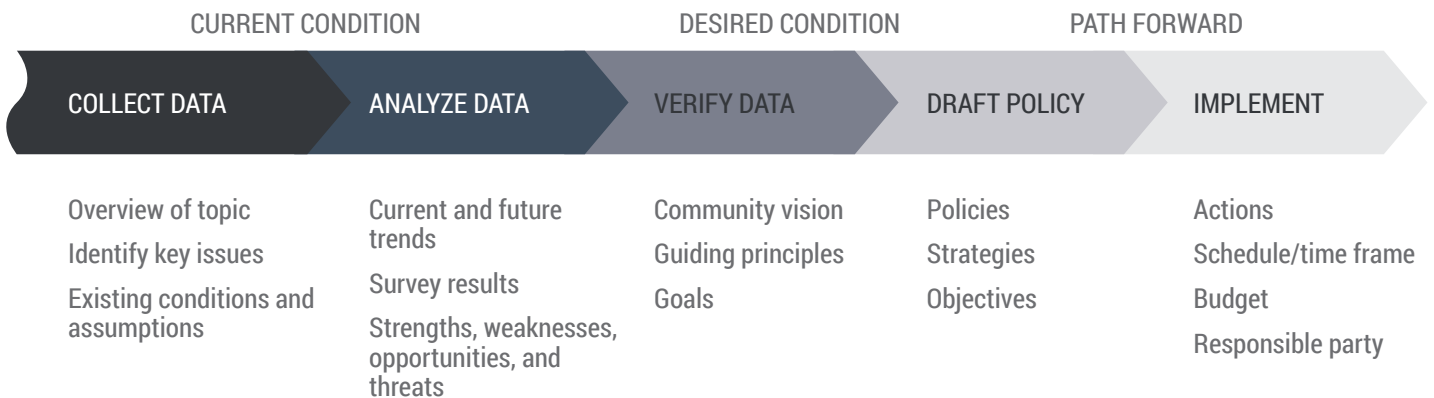 CURRENT CONDITION
DESIRED CONDITION
PATH FORWARD
COLLECT DATA
ANALYZE DATA
VERIFY DATA
DRAFT POLICY
IMPLEMENT
Overview of topic
Identify key issues
Existing conditions and
assumptions
Current and future
trends
Survey results
Strengths, weaknesses,
opportunities, and
threats
Community vision
Guiding principles
Goals
Policies
Strategies
Objectives
Actions
Schedule/time frame
Budget
Responsible party